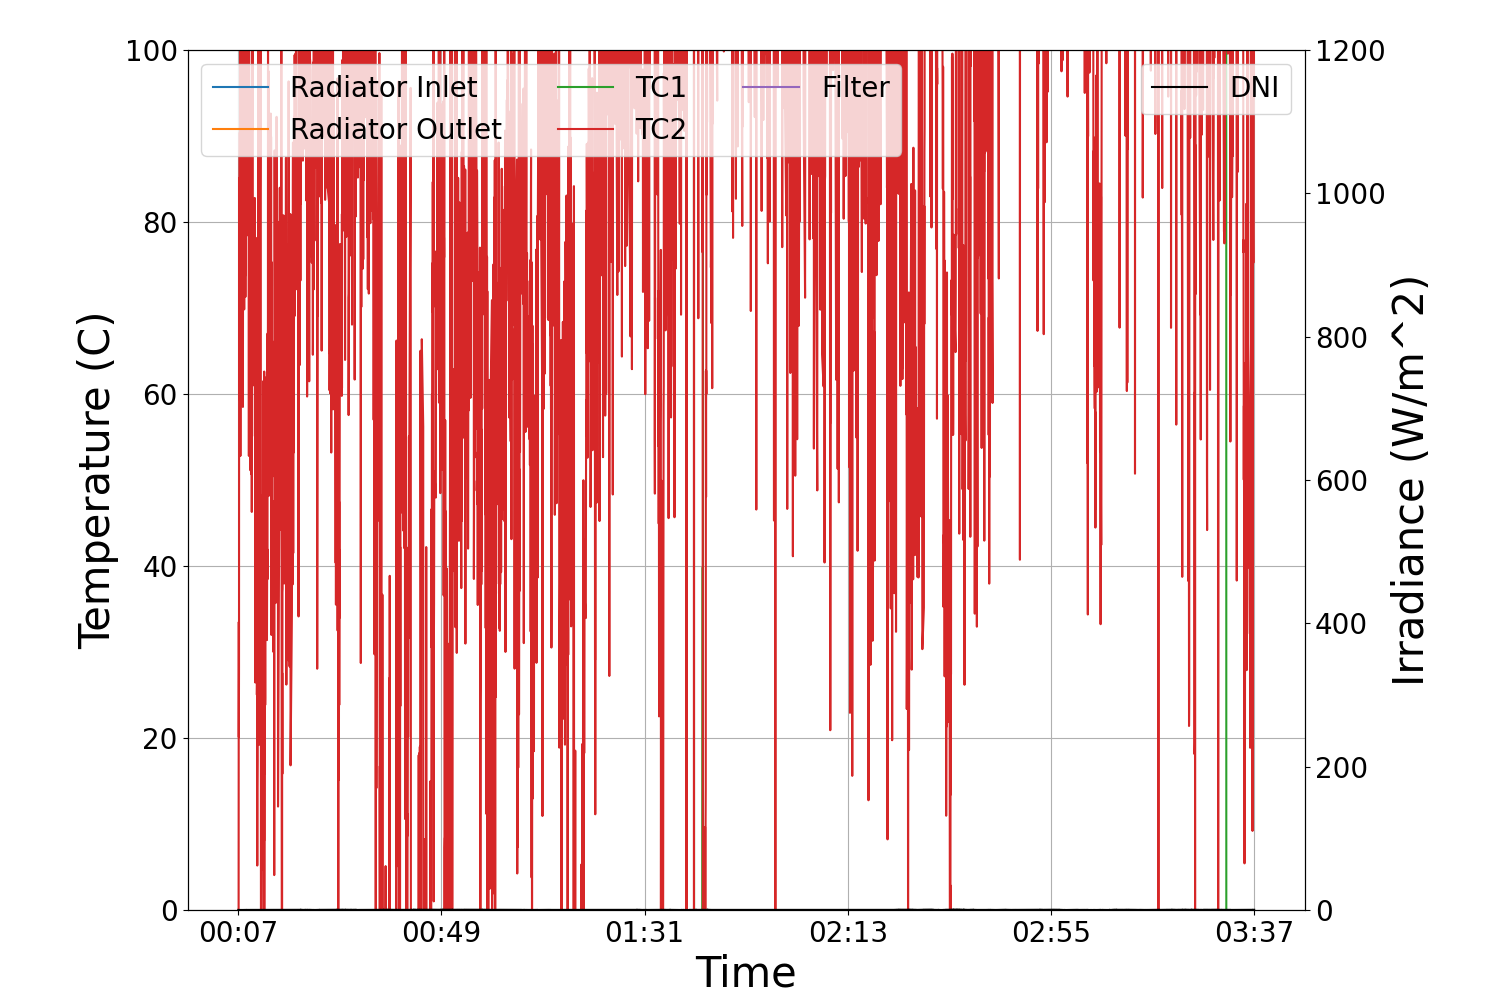 Radiator Inlet
Radiator Outlet
TC1
TC2
Filter
DNI
100
80
60
40
20
0
Temperature (C)
1200
1000
800
600
400
200
0
Irradiance (W/m^2)
00:07
00:49
01:31
02:13
02:55
03:37
Time